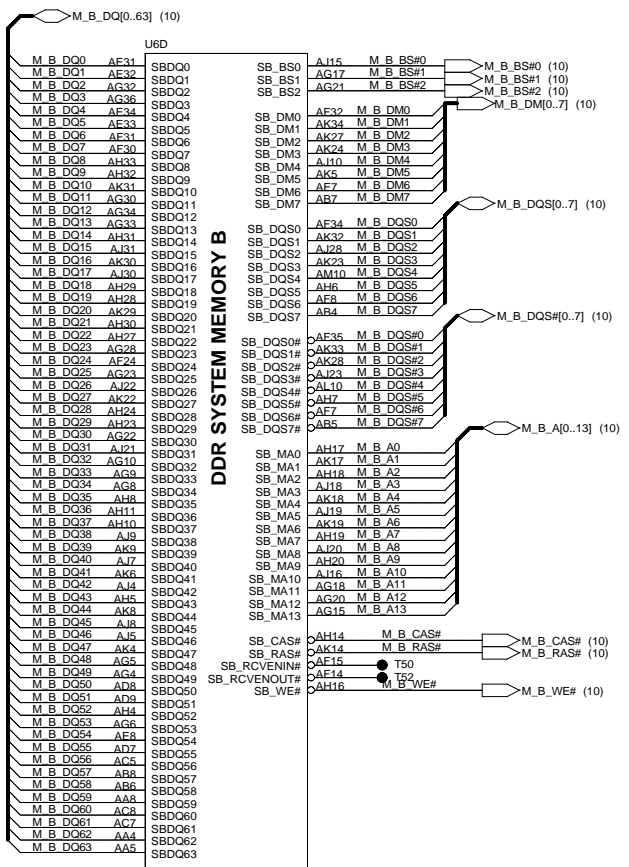 M_B_DQ[0..63] (10)
U6D
M_B_DQ0 AE31 SBDQ0
M_B_DQ1 AE32 SBDQ1
M_B_DQ2 AG32 SBDQ2
M_B_DQ3 AG36 SBDQ3
M_B_DQ4 AE34 SBDQ4
M_B_DQ5 AE33 SBDQ5
M_B_DQ6 AF31 SBDQ6
M_B_DQ7 AF30 SBDQ7
M_B_DQ8 AH33 SBDQ8
M_B_DQ9 AH32 SBDQ9
M_B_DQ10 AK31 SBDQ10
M_B_DQ11 AG30 SBDQ11
M_B_DQ12 AG34 SBDQ12
M_B_DQ13 AG33 SBDQ13
M_B_DQ14 AH31 SBDQ14
M_B_DQ15 AJ31 SBDQ15
M_B_DQ16 AK30 SBDQ16
M_B_DQ17 AJ30 SBDQ17
M_B_DQ18 AH29 SBDQ18
M_B_DQ19 AH28 SBDQ19
M_B_DQ20 AK29 SBDQ20
M_B_DQ21 AH30 SBDQ21
M_B_DQ22 AH27 SBDQ22
M_B_DQ23 AG28 SBDQ23
M_B_DQ24 AF24 SBDQ24
M_B_DQ25 AG23 SBDQ25
M_B_DQ26 AJ22 SBDQ26
M_B_DQ27 AK22 SBDQ27
M_B_DQ28 AH24 SBDQ28
M_B_DQ29 AH23 SBDQ29
M_B_DQ30 AG22 SBDQ30
M_B_DQ31 AJ21 SBDQ31
M_B_DQ32 AG10 SBDQ32
M_B_DQ33 AG9 SBDQ33
M_B_DQ34 AG8 SBDQ34
M_B_DQ35 AH8 SBDQ35
M_B_DQ36 AH11 SBDQ36
M_B_DQ37 AH10 SBDQ37
M_B_DQ38 AJ9 SBDQ38
M_B_DQ39 AK9 SBDQ39
M_B_DQ40 AJ7 SBDQ40
M_B_DQ41 AK6 SBDQ41
M_B_DQ42 AJ4 SBDQ42
M_B_DQ43 AH5 SBDQ43
M_B_DQ44 AK8 SBDQ44
M_B_DQ45 AJ8 SBDQ45
M_B_DQ46 AJ5 SBDQ46
M_B_DQ47 AK4 SBDQ47
M_B_DQ48 AG5 SBDQ48
M_B_DQ49 AG4 SBDQ49
M_B_DQ50 AD8 SBDQ50
M_B_DQ51 AD9 SBDQ51
M_B_DQ52 AH4 SBDQ52
M_B_DQ53 AG6 SBDQ53
M_B_DQ54 AE8 SBDQ54
M_B_DQ55 AD7 SBDQ55
M_B_DQ56 AC5 SBDQ56
M_B_DQ57 AB8 SBDQ57
M_B_DQ58 AB6 SBDQ58
M_B_DQ59 AA8 SBDQ59
M_B_DQ60 AC8 SBDQ60
M_B_DQ61 AC7 SBDQ61
M_B_DQ62 AA4 SBDQ62
M_B_DQ63 AA5 SBDQ63
DDR SYSTEM MEMORY B
SB_BS0 AJ15 M_B_BS#0 M_B_BS#0 (10)
SB_BS1 AG17 M_B_BS#1 M_B_BS#1 (10)
SB_BS2 AG21 M_B_BS#2 M_B_BS#2 (10)
M_B_DM[0..7] (10)
SB_DM0 AF32 M_B_DM0
SB_DM1 AK34 M_B_DM1
SB_DM2 AK27 M_B_DM2
SB_DM3 AK24 M_B_DM3
SB_DM4 AJ10 M_B_DM4
SB_DM5 AK5 M_B_DM5
SB_DM6 AE7 M_B_DM6
SB_DM7 AB7 M_B_DM7
M_B_DQS[0..7] (10)
SB_DQS0 AF34 M_B_DQS0
SB_DQS1 AK32 M_B_DQS1
SB_DQS2 AJ28 M_B_DQS2
SB_DQS3 AK23 M_B_DQS3
SB_DQS4 AM10 M_B_DQS4
SB_DQS5 AH6 M_B_DQS5
SB_DQS6 AF8 M_B_DQS6
SB_DQS7 AB4 M_B_DQS7
M_B_DQS#[0..7] (10)
SB_DQS0# AF35 M_B_DQS#0
SB_DQS1# AK33 M_B_DQS#1
SB_DQS2# AK28 M_B_DQS#2
SB_DQS3# AJ23 M_B_DQS#3
SB_DQS4# AL10 M_B_DQS#4
SB_DQS5# AH7 M_B_DQS#5
SB_DQS6# AF7 M_B_DQS#6
SB_DQS7# AB5 M_B_DQS#7
M_B_A[0..13] (10)
SB_MA0 AH17 M_B_A0
SB_MA1 AK17 M_B_A1
SB_MA2 AH18 M_B_A2
SB_MA3 AJ18 M_B_A3
SB_MA4 AK18 M_B_A4
SB_MA5 AJ19 M_B_A5
SB_MA6 AK19 M_B_A6
SB_MA7 AH19 M_B_A7
SB_MA8 AJ20 M_B_A8
SB_MA9 AH20 M_B_A9
SB_MA10 AJ16 M_B_A10
SB_MA11 AG18 M_B_A11
SB_MA12 AG20 M_B_A12
SB_MA13 AG15 M_B_A13
SB_CAS# AH14 M_B_CAS# M_B_CAS# (10)
SB_RAS# AK14 M_B_RAS# M_B_RAS# (10)
SB_RCVENIN# AF15 T50
SB_RCVENOUT# AF14 T52
SB_WE# AH16 M_B_WE# M_B_WE# (10)